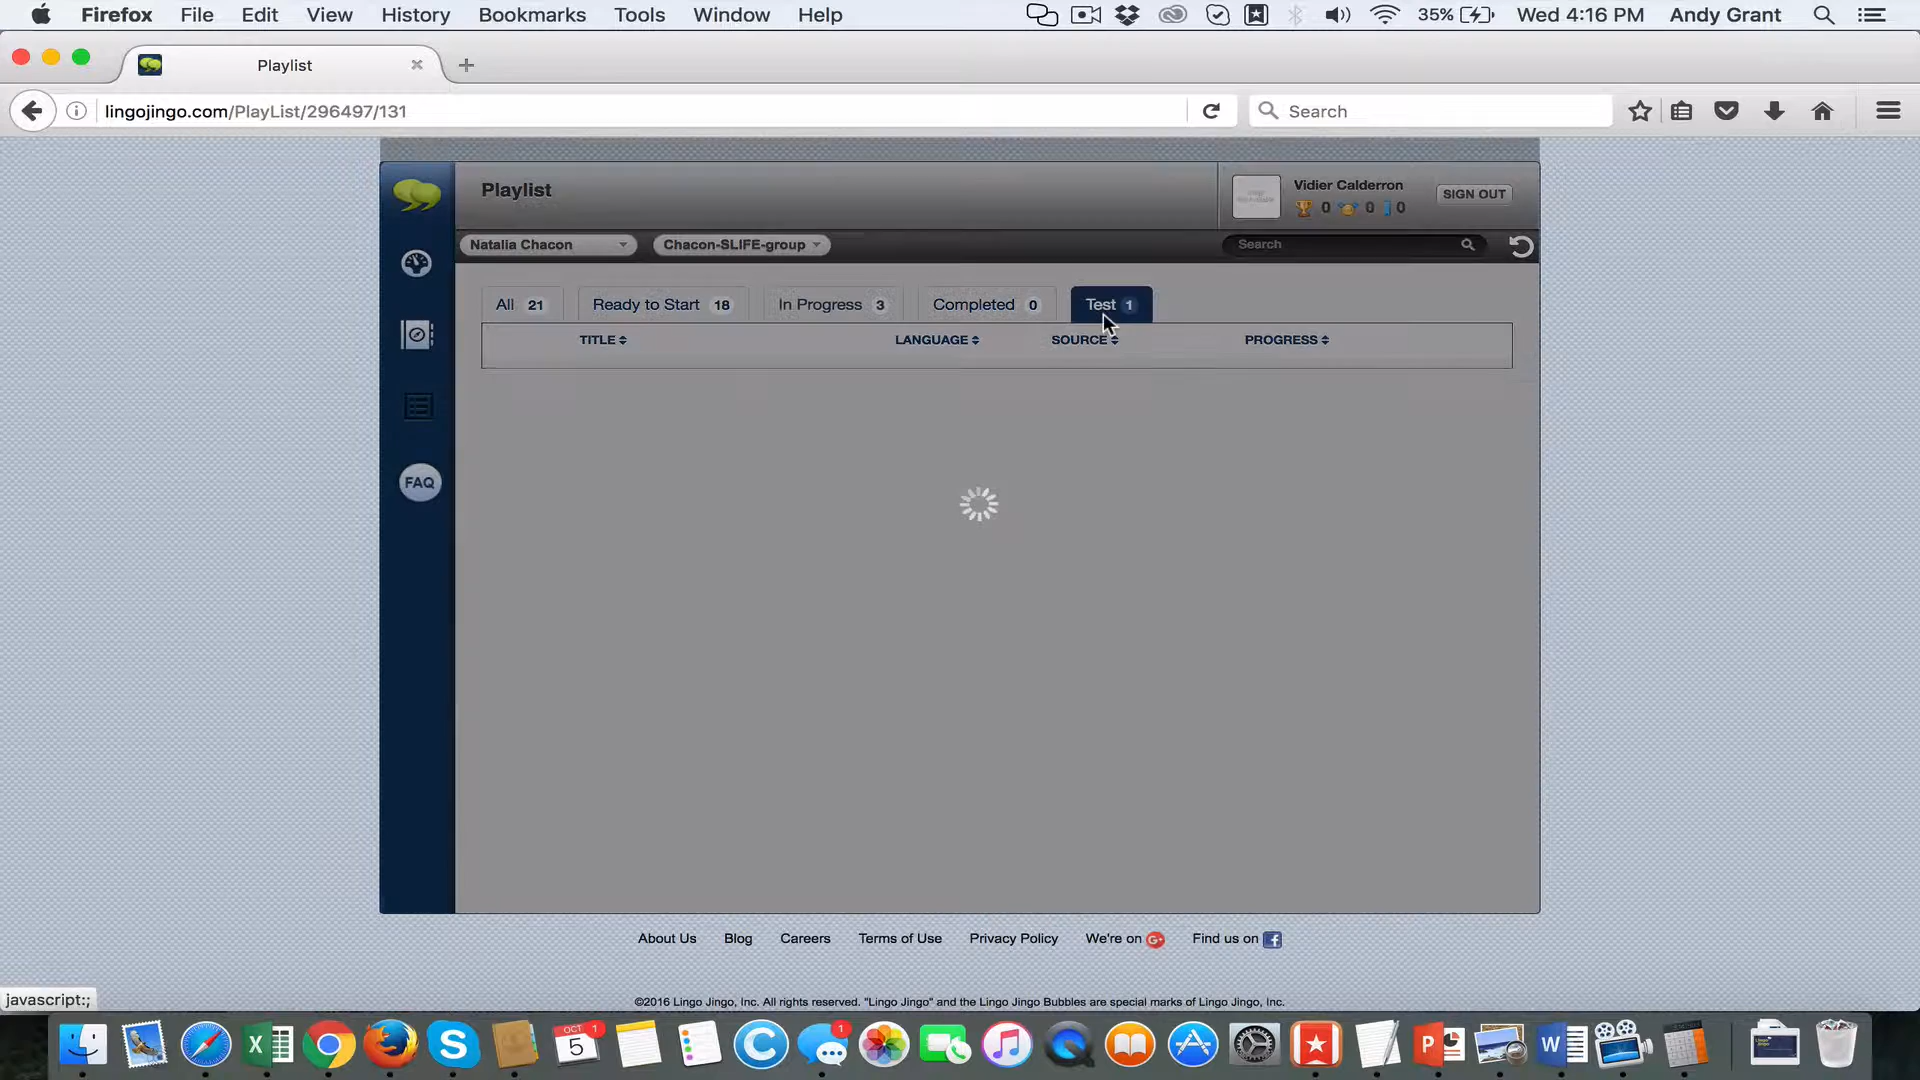 Firefox File Edit View History Bookmarks Tools Window Help 35% Wed 4:16 PM Andy Grant
Playlist
lingojingo.com/PlayList/296497/131 Search
Playlist
Vidier Calderron
0 0 0
SIGN OUT
Natalia Chacon Chacon-SLIFE-group Search
All 21 Ready to Start 18 In Progress 3 Completed 0 Test 1
TITLE LANGUAGE SOURCE PROGRESS
FAQ
About Us Blog Careers Terms of Use Privacy Policy We're on G+ Find us on f
javascript:;
©2016 Lingo Jingo, Inc. All rights reserved. "Lingo Jingo" and the Lingo Jingo Bubbles are special marks of Lingo Jingo, Inc.
OCT 1
5
1